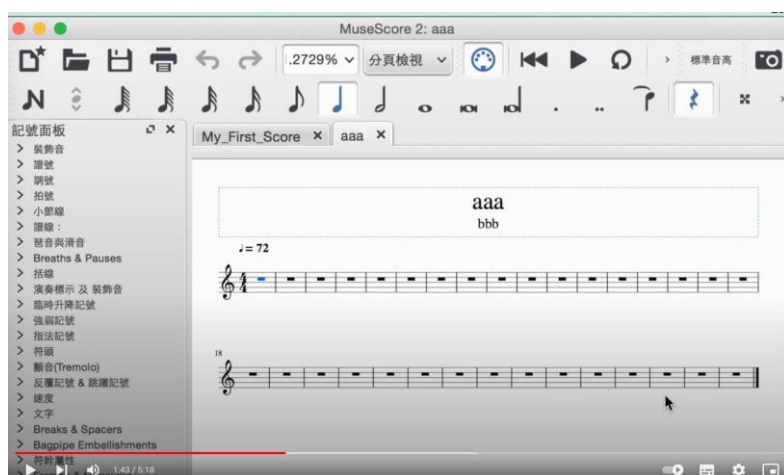 MuseScore 2: aaa
.2729%
分頁檢視
標準音高
記號面板
My_First_Score
aaa
裝飾音
譜號
調號
拍號
小節線
譜線：
琶音與滑音
Breaths & Pauses
括線
演奏標示 及 裝飾音
臨時升降記號
強弱記號
指法記號
符頭
顫音(Tremolo)
反覆記號 & 跳躍記號
速度
文字
Breaks & Spacers
Bagpipe Embellishments
符幹屬性
aaa
bbb
♩= 72
4
4
18
1:43 / 5:18